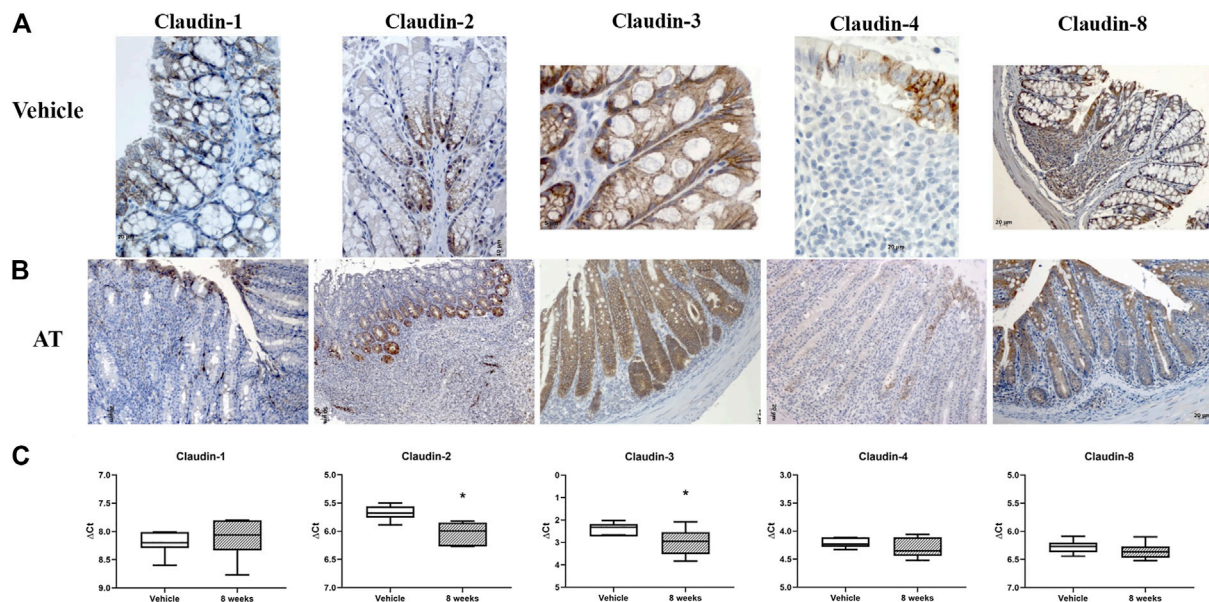 A
Claudin-1 Claudin-2 Claudin-3 Claudin-4 Claudin-8
Vehicle
20 µm
20 µm
20 µm
20 µm
B
AT
20 µm
C
Claudin-1 Claudin-2 Claudin-3 Claudin-4 Claudin-8
ΔCt 7.0 7.5 8.0 8.5 9.0 Vehicle 8 weeks
ΔCt 5.0 5.5 6.0 6.5 7.0 * Vehicle 8 weeks
ΔCt 0 1 2 3 4 5 * Vehicle 8 weeks
ΔCt 3.0 3.5 4.0 4.5 5.0 Vehicle 8 weeks
ΔCt 5.0 5.5 6.0 6.5 7.0 Vehicle 8 weeks